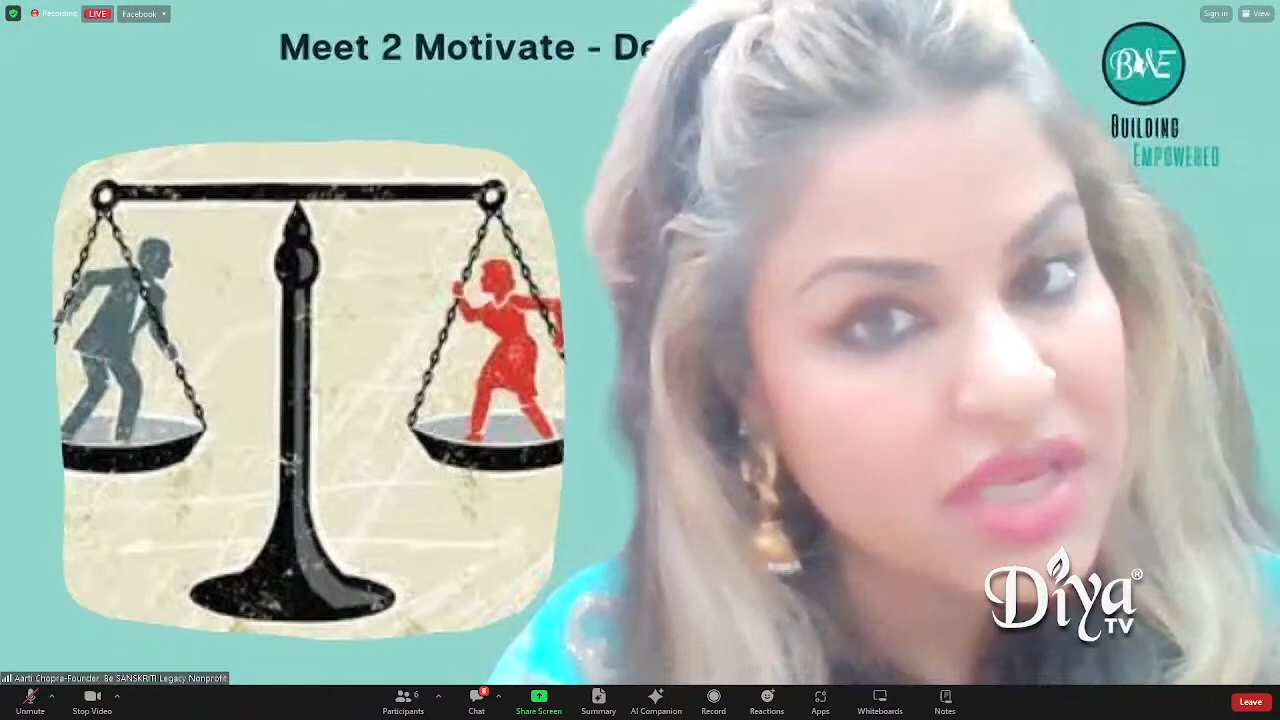 Recording
LIVE
Facebook
Sign in
View
Meet 2 Motivate - De
BWE
BUILDING
EMPOWERED
Diya®
TV
Aarti Chopra-Founder, Be SANSKRITI Legacy Nonprofit
Unmute
Stop Video
Participants
6
Chat
8
Share Screen
Summary
AI Companion
Record
Reactions
Apps
Whiteboards
Notes
Leave